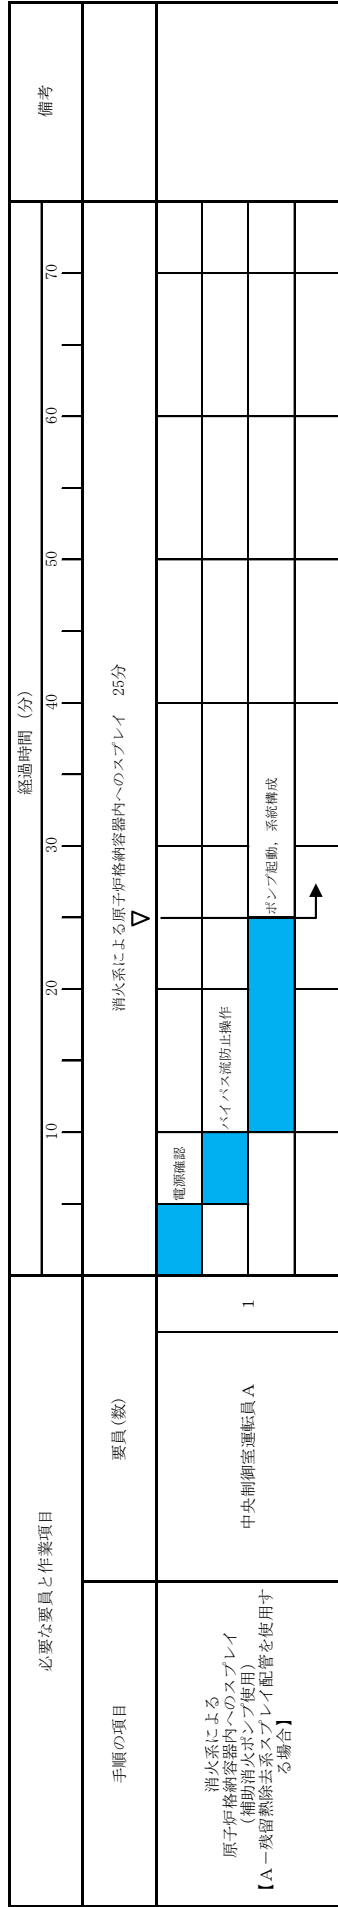 必要な要員と作業項目
経過時間（分）
備考
10 20 30 40 50 60 70
手順の項目
要員(数)
消火系による原子炉格納容器内へのスプレイ 25分
消火系による
原子炉格納容器内へのスプレイ
（補助消火ポンプ使用）
【A－残留熱除去系スプレイ配管を使用す
る場合】
中央制御室運転員A
1
電源確認
バイパス流防止操作
ポンプ起動，系統構成